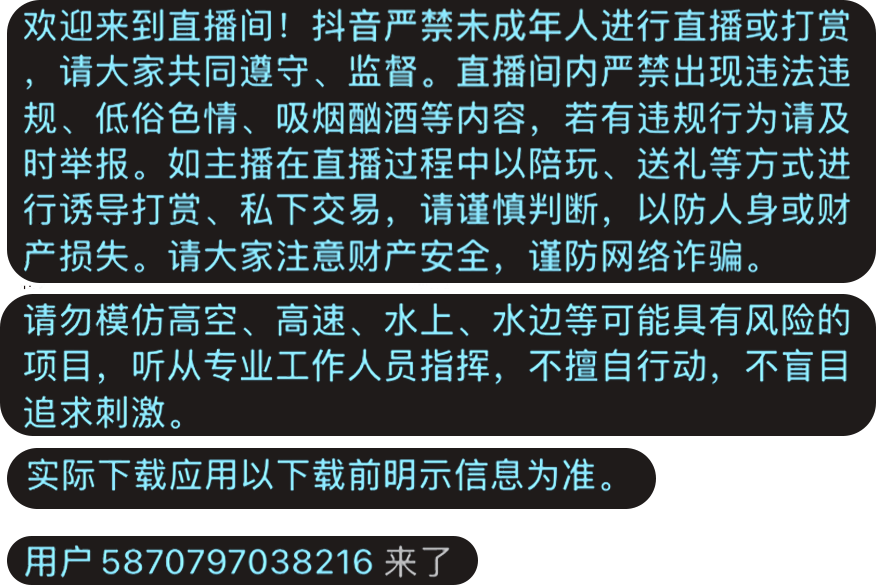 欢迎来到直播间！抖音严禁未成年人进行直播或打赏
，请大家共同遵守、监督。直播间内严禁出现违法违
规、低俗色情、吸烟酗酒等内容，若有违规行为请及
时举报。如主播在直播过程中以陪玩、送礼等方式进
行诱导打赏、私下交易，请谨慎判断，以防人身或财
产损失。请大家注意财产安全，谨防网络诈骗。
请勿模仿高空、高速、水上、水边等可能具有风险的
项目，听从专业工作人员指挥，不擅自行动，不盲目
追求刺激。
实际下载应用以下载前明示信息为准。
用户 5870797038216 来了